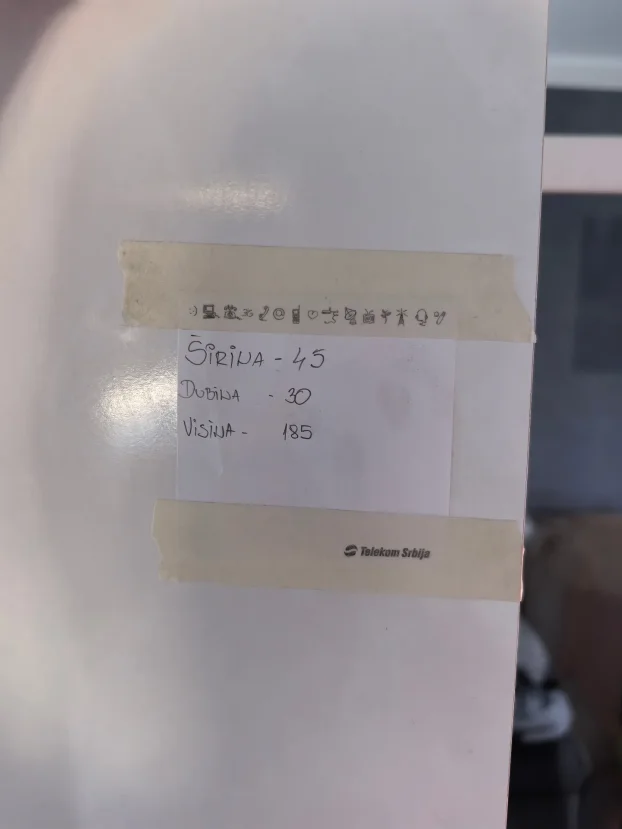 ŠIRINA - 45
DUBINA - 30
VISINA - 185
Telekom Srbija